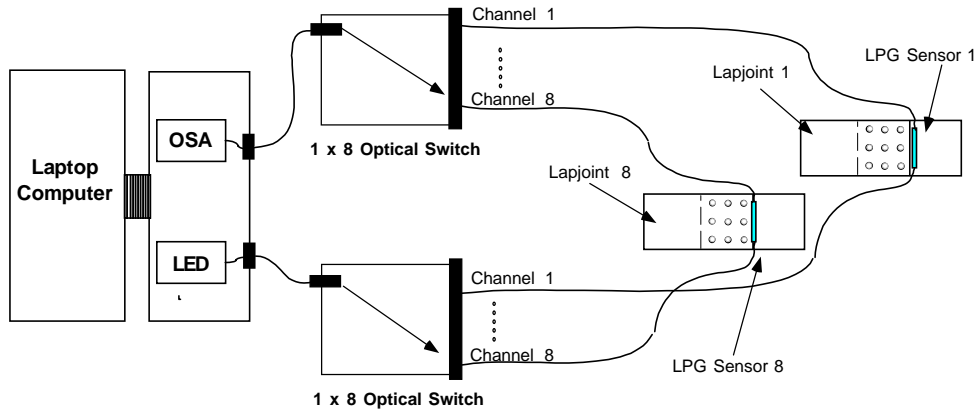 Channel 1
Channel 8
1 x 8 Optical Switch
Laptop
Computer
OSA
LED
L
Lapjoint 1
LPG Sensor 1
Lapjoint 8
LPG Sensor 8
Channel 1
Channel 8
1 x 8 Optical Switch